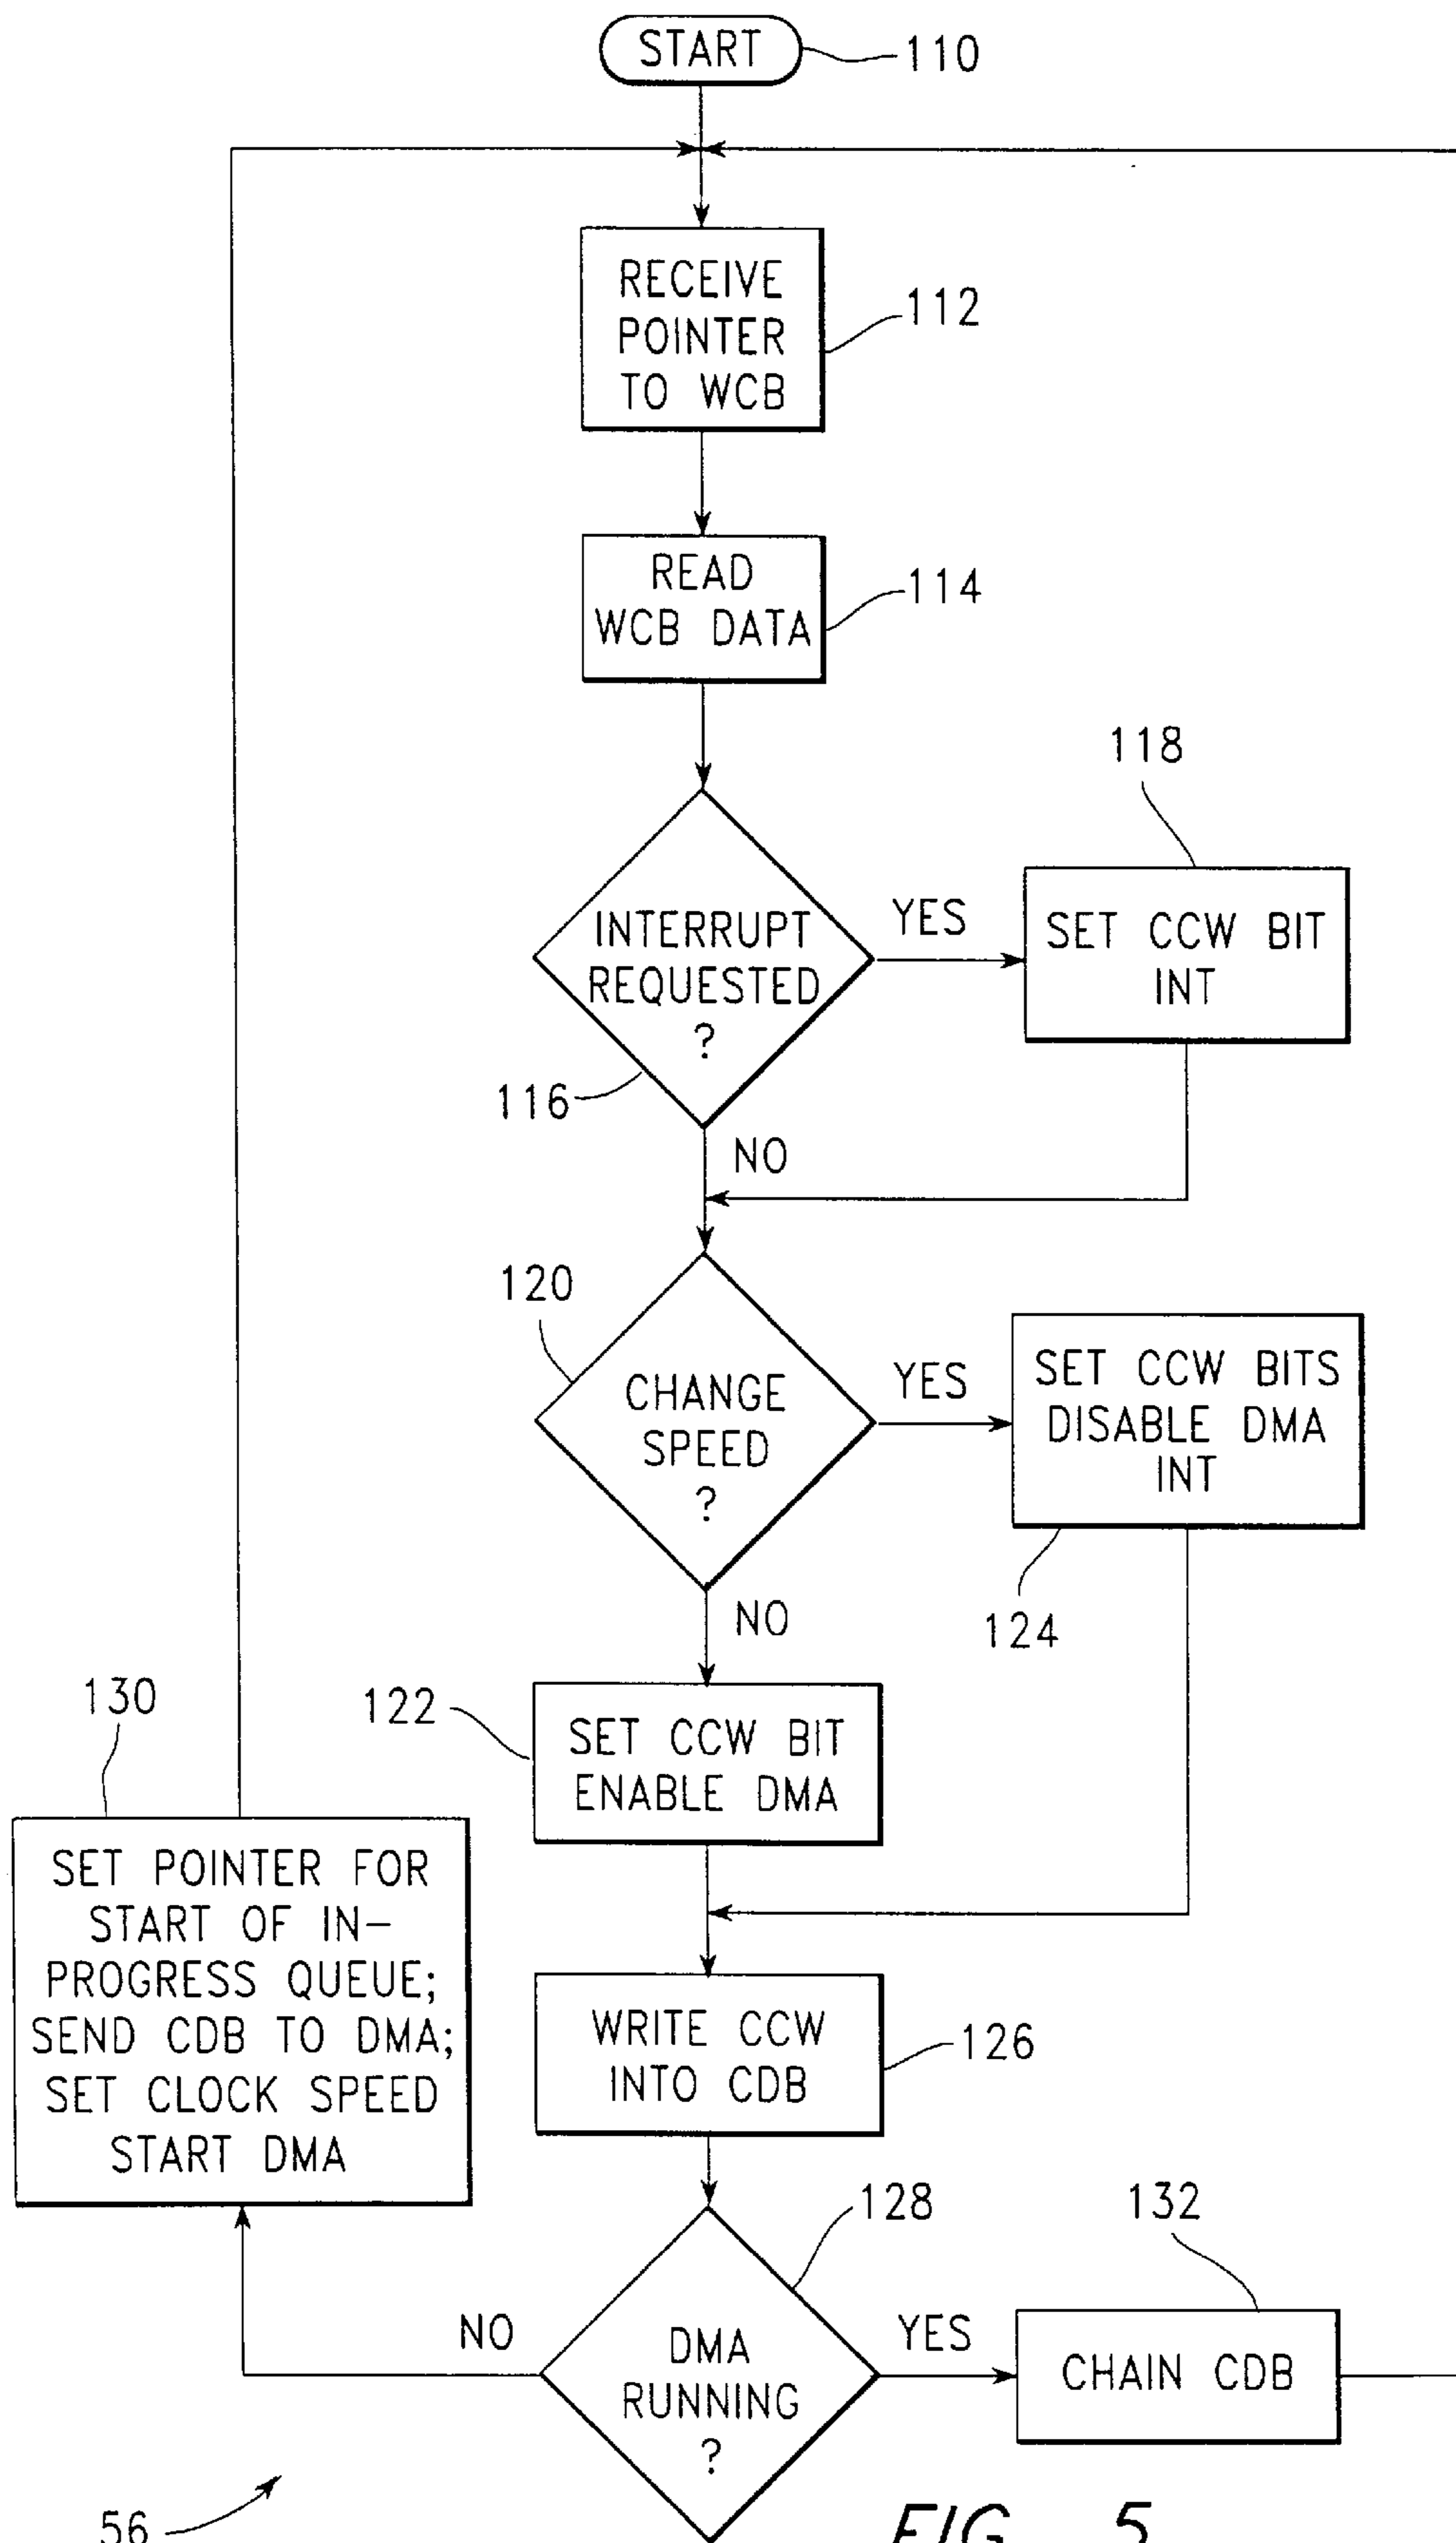 START
110
RECEIVE
POINTER
TO WCB
112
READ
WCB DATA
114
118
INTERRUPT
REQUESTED
?
YES
SET CCW BIT
INT
116
NO
120
CHANGE
SPEED
?
YES
SET CCW BITS
DISABLE DMA
INT
124
NO
130
122
SET CCW BIT
ENABLE DMA
SET POINTER FOR
START OF IN-
PROGRESS QUEUE;
SEND CDB TO DMA;
SET CLOCK SPEED
START DMA
WRITE CCW
INTO CDB
126
128
132
NO
DMA
RUNNING
?
YES
CHAIN CDB
56
FIG. 5